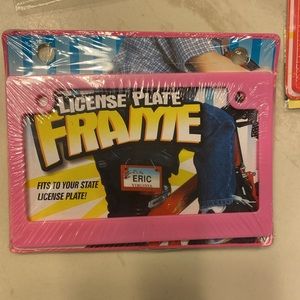 LICENSE PLATE
FRAME
FITS TO YOUR STATE
LICENSE PLATE!
ERIC
VIRGINIA